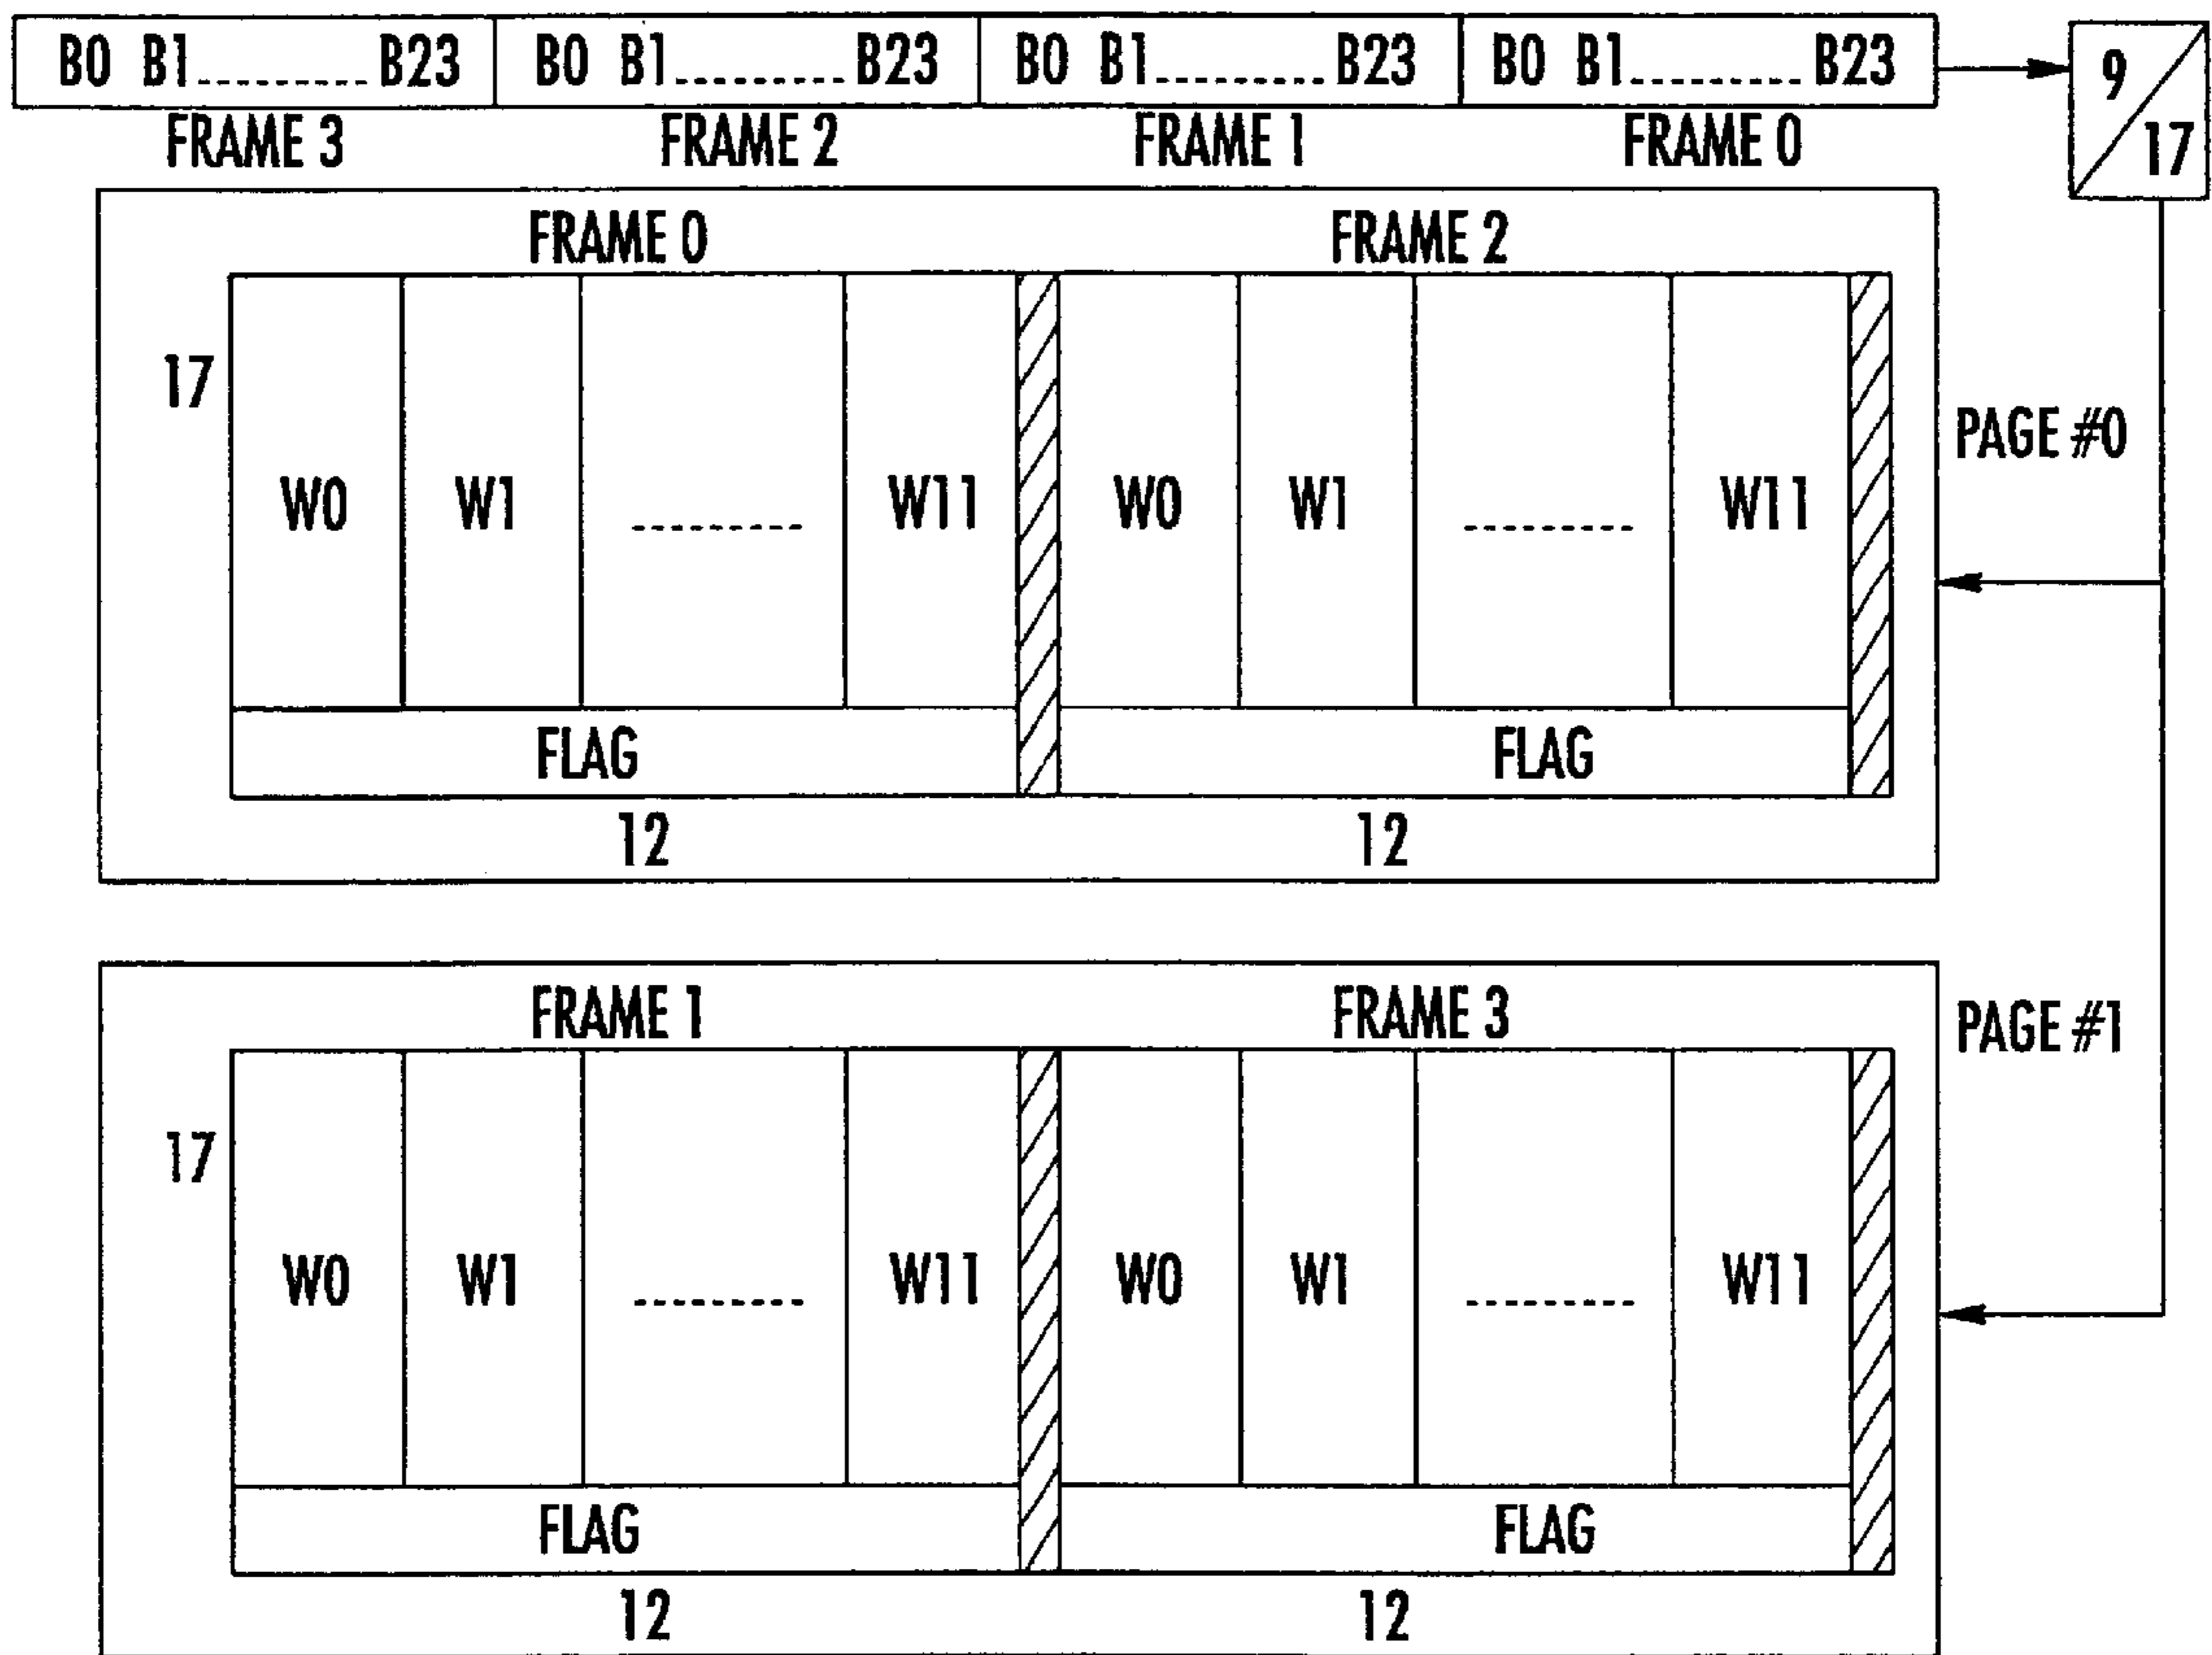 B0 B1......... B23 B0 B1......... B23 B0 B1......... B23 B0 B1......... B23
9/17
FRAME 3 FRAME 2 FRAME 1 FRAME 0
FRAME 0 FRAME 2
17
PAGE #0
W0 W1 ......... W11 W0 W1 ......... W11
FLAG FLAG
12 12
FRAME 1 FRAME 3
PAGE #1
17
W0 W1 ......... W11 W0 W1 ......... W11
FLAG FLAG
12 12